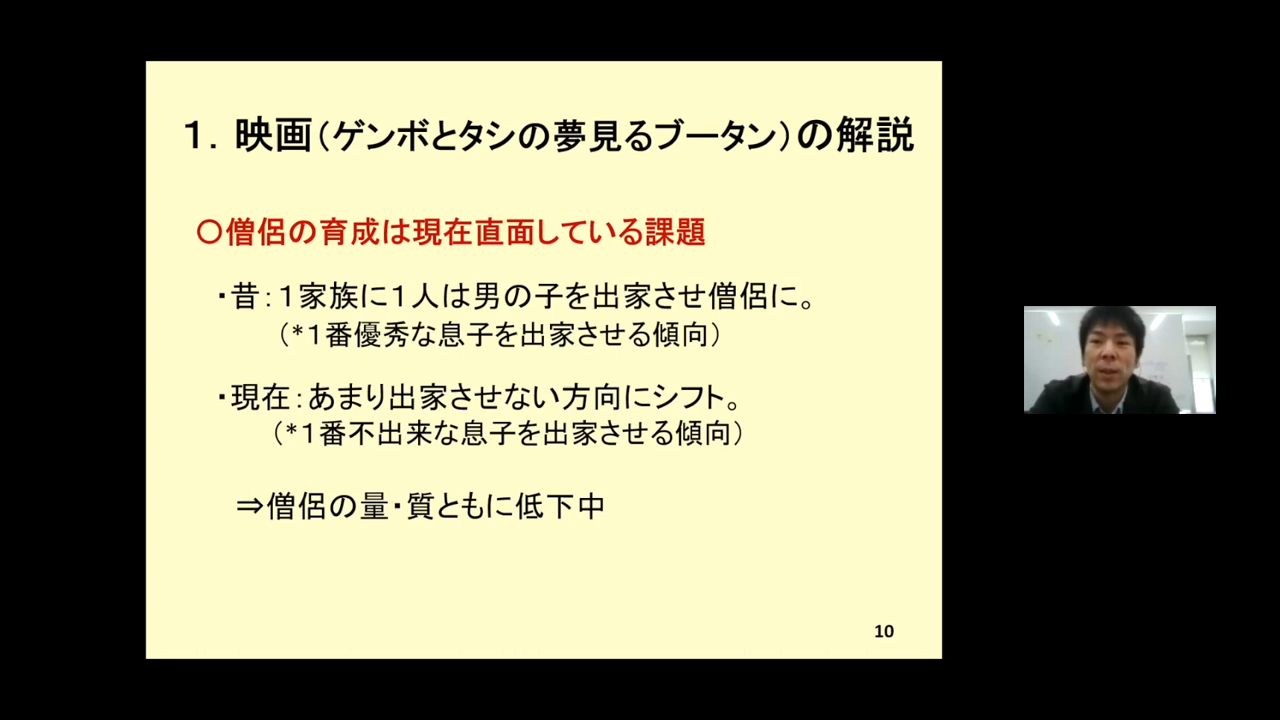 １．映画（ゲンボとタシの夢見るブータン）の解説
〇僧侶の育成は現在直面している課題
・昔：１家族に１人は男の子を出家させ僧侶に。
（*１番優秀な息子を出家させる傾向）
・現在：あまり出家させない方向にシフト。
（*１番不出来な息子を出家させる傾向）
⇒僧侶の量・質ともに低下中
10